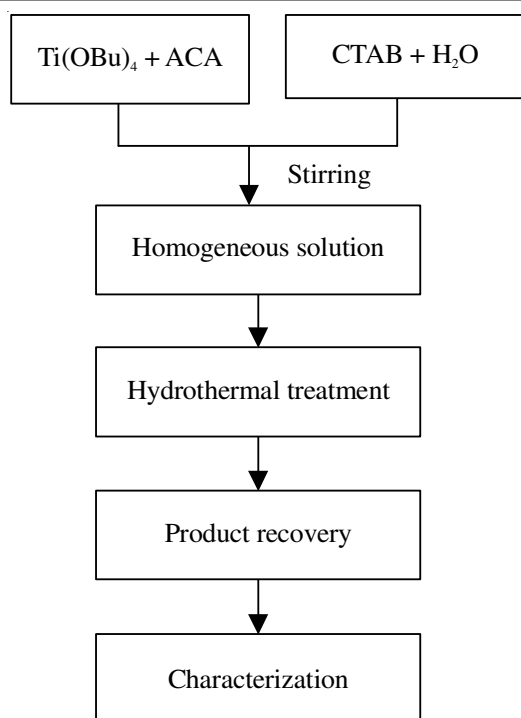 Ti(OBu)₄ + ACA
CTAB + H₂O
Stirring
Homogeneous solution
Hydrothermal treatment
Product recovery
Characterization